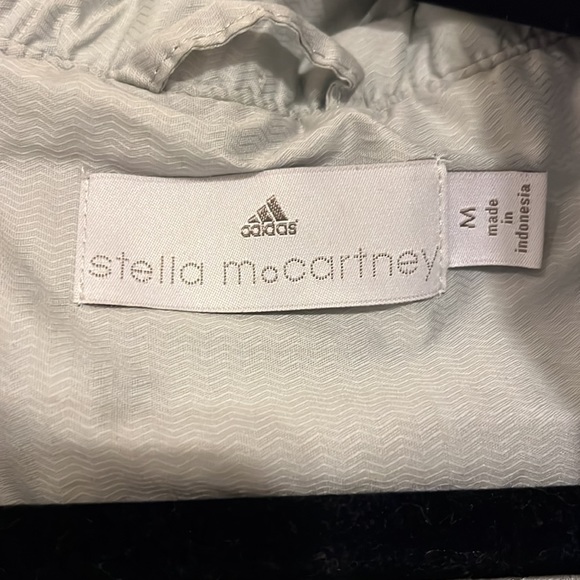 adidas
stella mccartney
M
made
in
indonesia